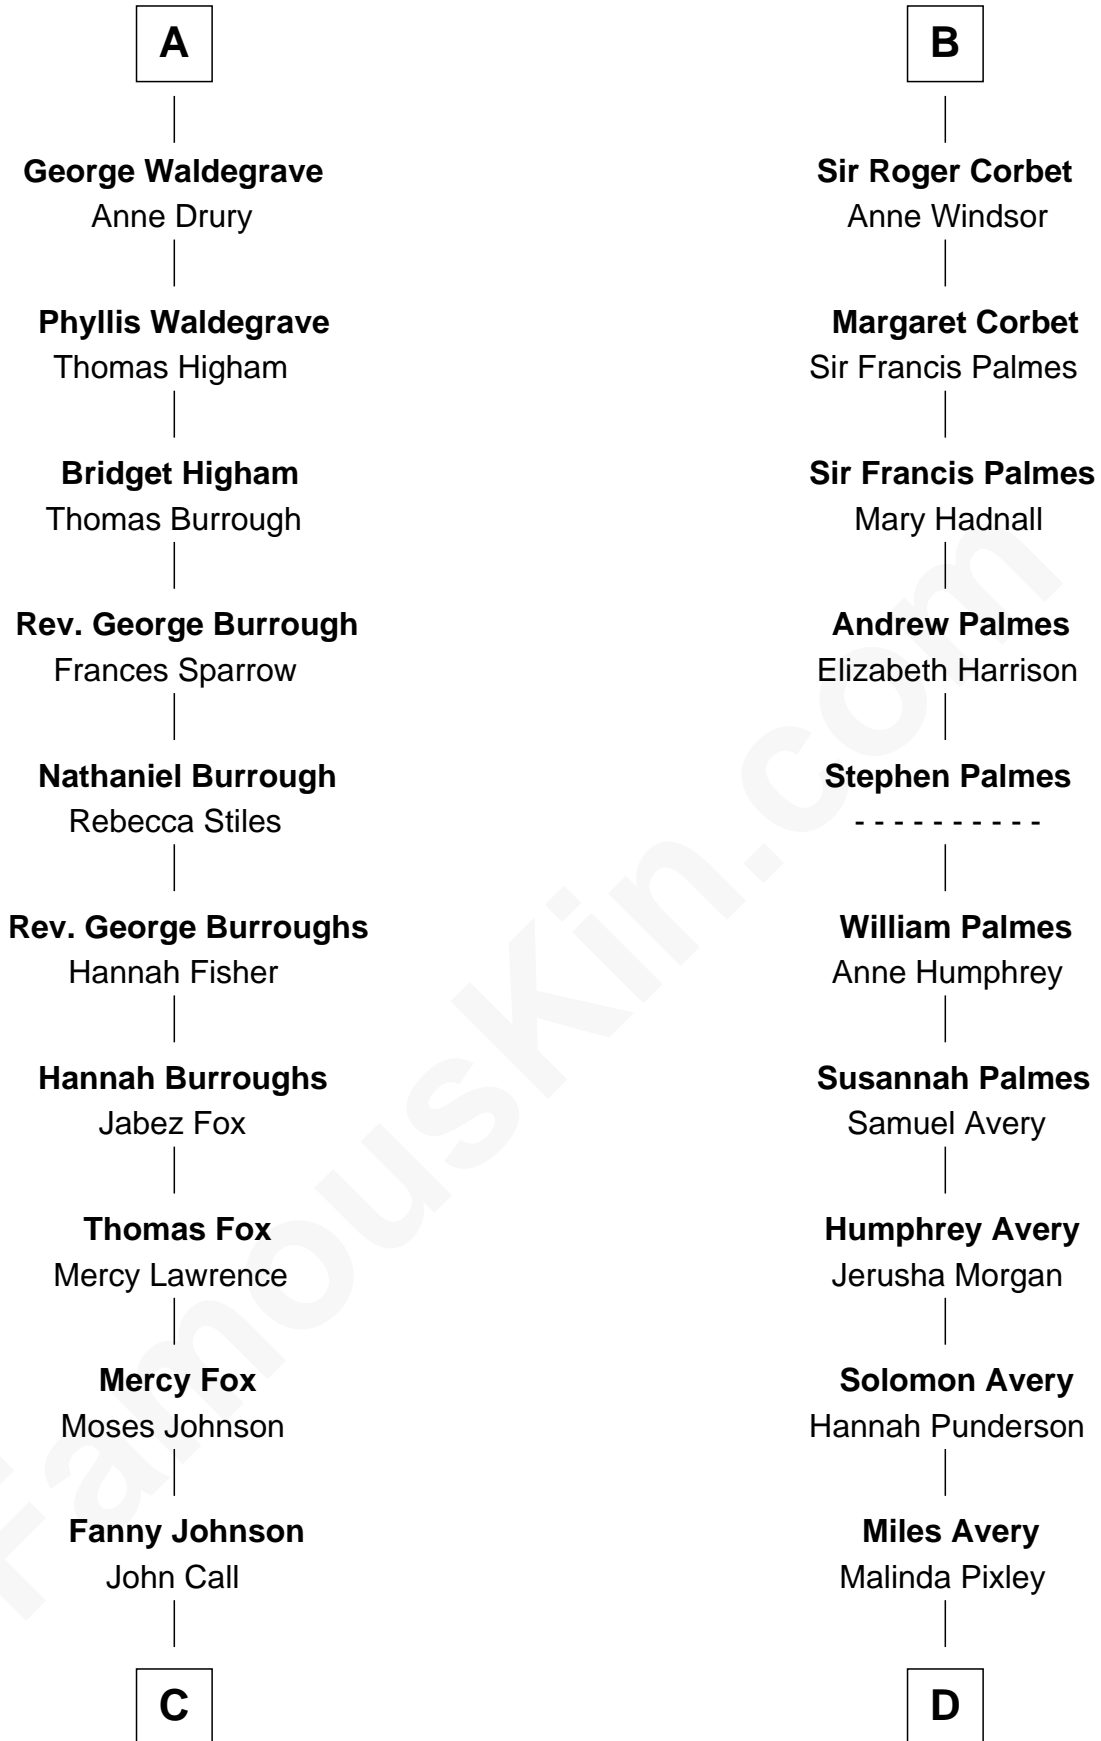 A
George Waldegrave
Anne Drury
Phyllis Waldegrave
Thomas Higham
Bridget Higham
Thomas Burrough
Rev. George Burrough
Frances Sparrow
Nathaniel Burrough
Rebecca Stiles
Rev. George Burroughs
Hannah Fisher
Hannah Burroughs
Jabez Fox
Thomas Fox
Mercy Lawrence
Mercy Fox
Moses Johnson
Fanny Johnson
John Call
C
B
Sir Roger Corbet
Anne Windsor
Margaret Corbet
Sir Francis Palmes
Sir Francis Palmes
Mary Hadnall
Andrew Palmes
Elizabeth Harrison
Stephen Palmes
- - - - - - - - - -
William Palmes
Anne Humphrey
Susannah Palmes
Samuel Avery
Humphrey Avery
Jerusha Morgan
Solomon Avery
Hannah Punderson
Miles Avery
Malinda Pixley
D
FamousKin.com